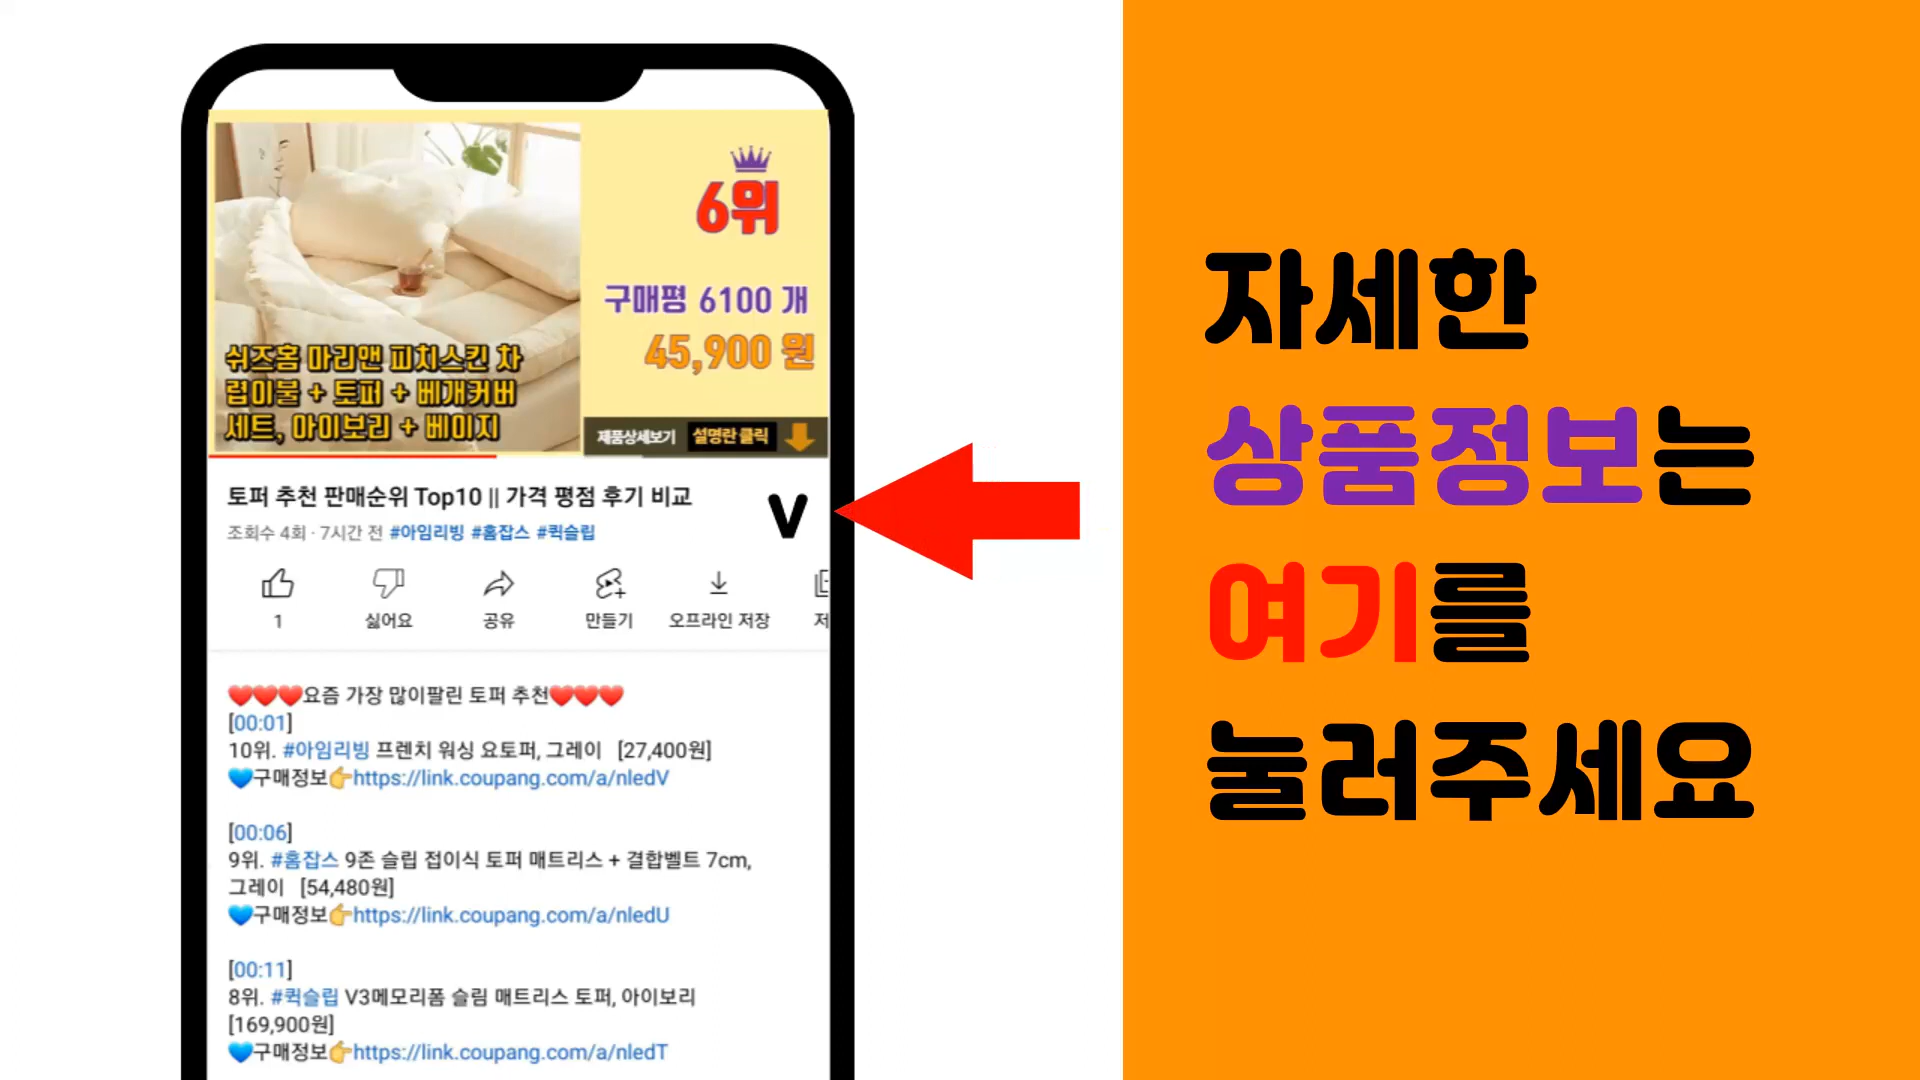 6위
구매평 6100 개
45,900 원
쉬즈홈 마리앤 피치스킨 차
렵이불 + 토퍼 + 베개커버
세트, 아이보리 + 베이지
제품상세보기 설명란 클릭
토퍼 추천 판매순위 Top10 || 가격 평점 후기 비교
V
조회수 4회 · 7시간 전 #아임리빙 #홈잡스 #퀵슬립
1 싫어요 공유 만들기 오프라인 저장 저
❤️❤️❤️요즘 가장 많이팔린 토퍼 추천❤️❤️❤️
[00:01]
10위. #아임리빙 프렌치 워싱 요토퍼, 그레이 [27,400원]
💙구매정보👉https://link.coupang.com/a/nledV
[00:06]
9위. #홈잡스 9존 슬립 접이식 토퍼 매트리스 + 결합벨트 7cm,
그레이 [54,480원]
💙구매정보👉https://link.coupang.com/a/nledU
[00:11]
8위. #퀵슬립 V3메모리폼 슬림 매트리스 토퍼, 아이보리
[169,900원]
💙구매정보👉https://link.coupang.com/a/nledT
자세한
상품정보는
여기를
눌러주세요